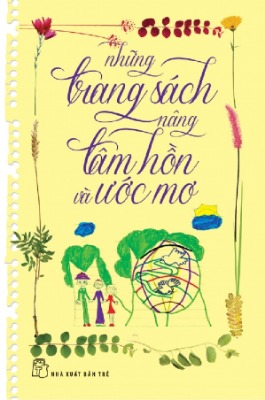 những
trang sách
nâng
tâm hồn
và ước mơ
NHÀ XUẤT BẢN TRẺ